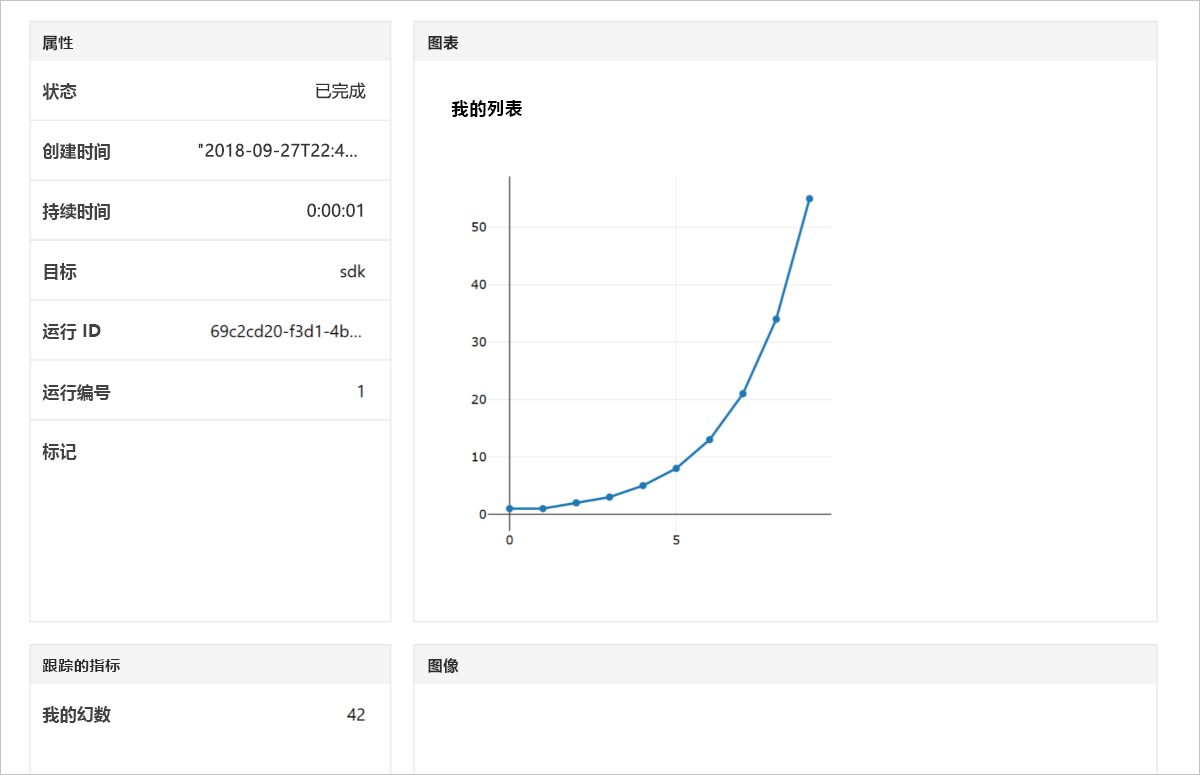 属性
状态 已完成
创建时间 "2018-09-27T22:4...
持续时间 0:00:01
目标 sdk
运行 ID 69c2cd20-f3d1-4b...
运行编号 1
标记
图表
我的列表
50
40
30
20
10
0
0 5
跟踪的指标
我的幻数 42
图像